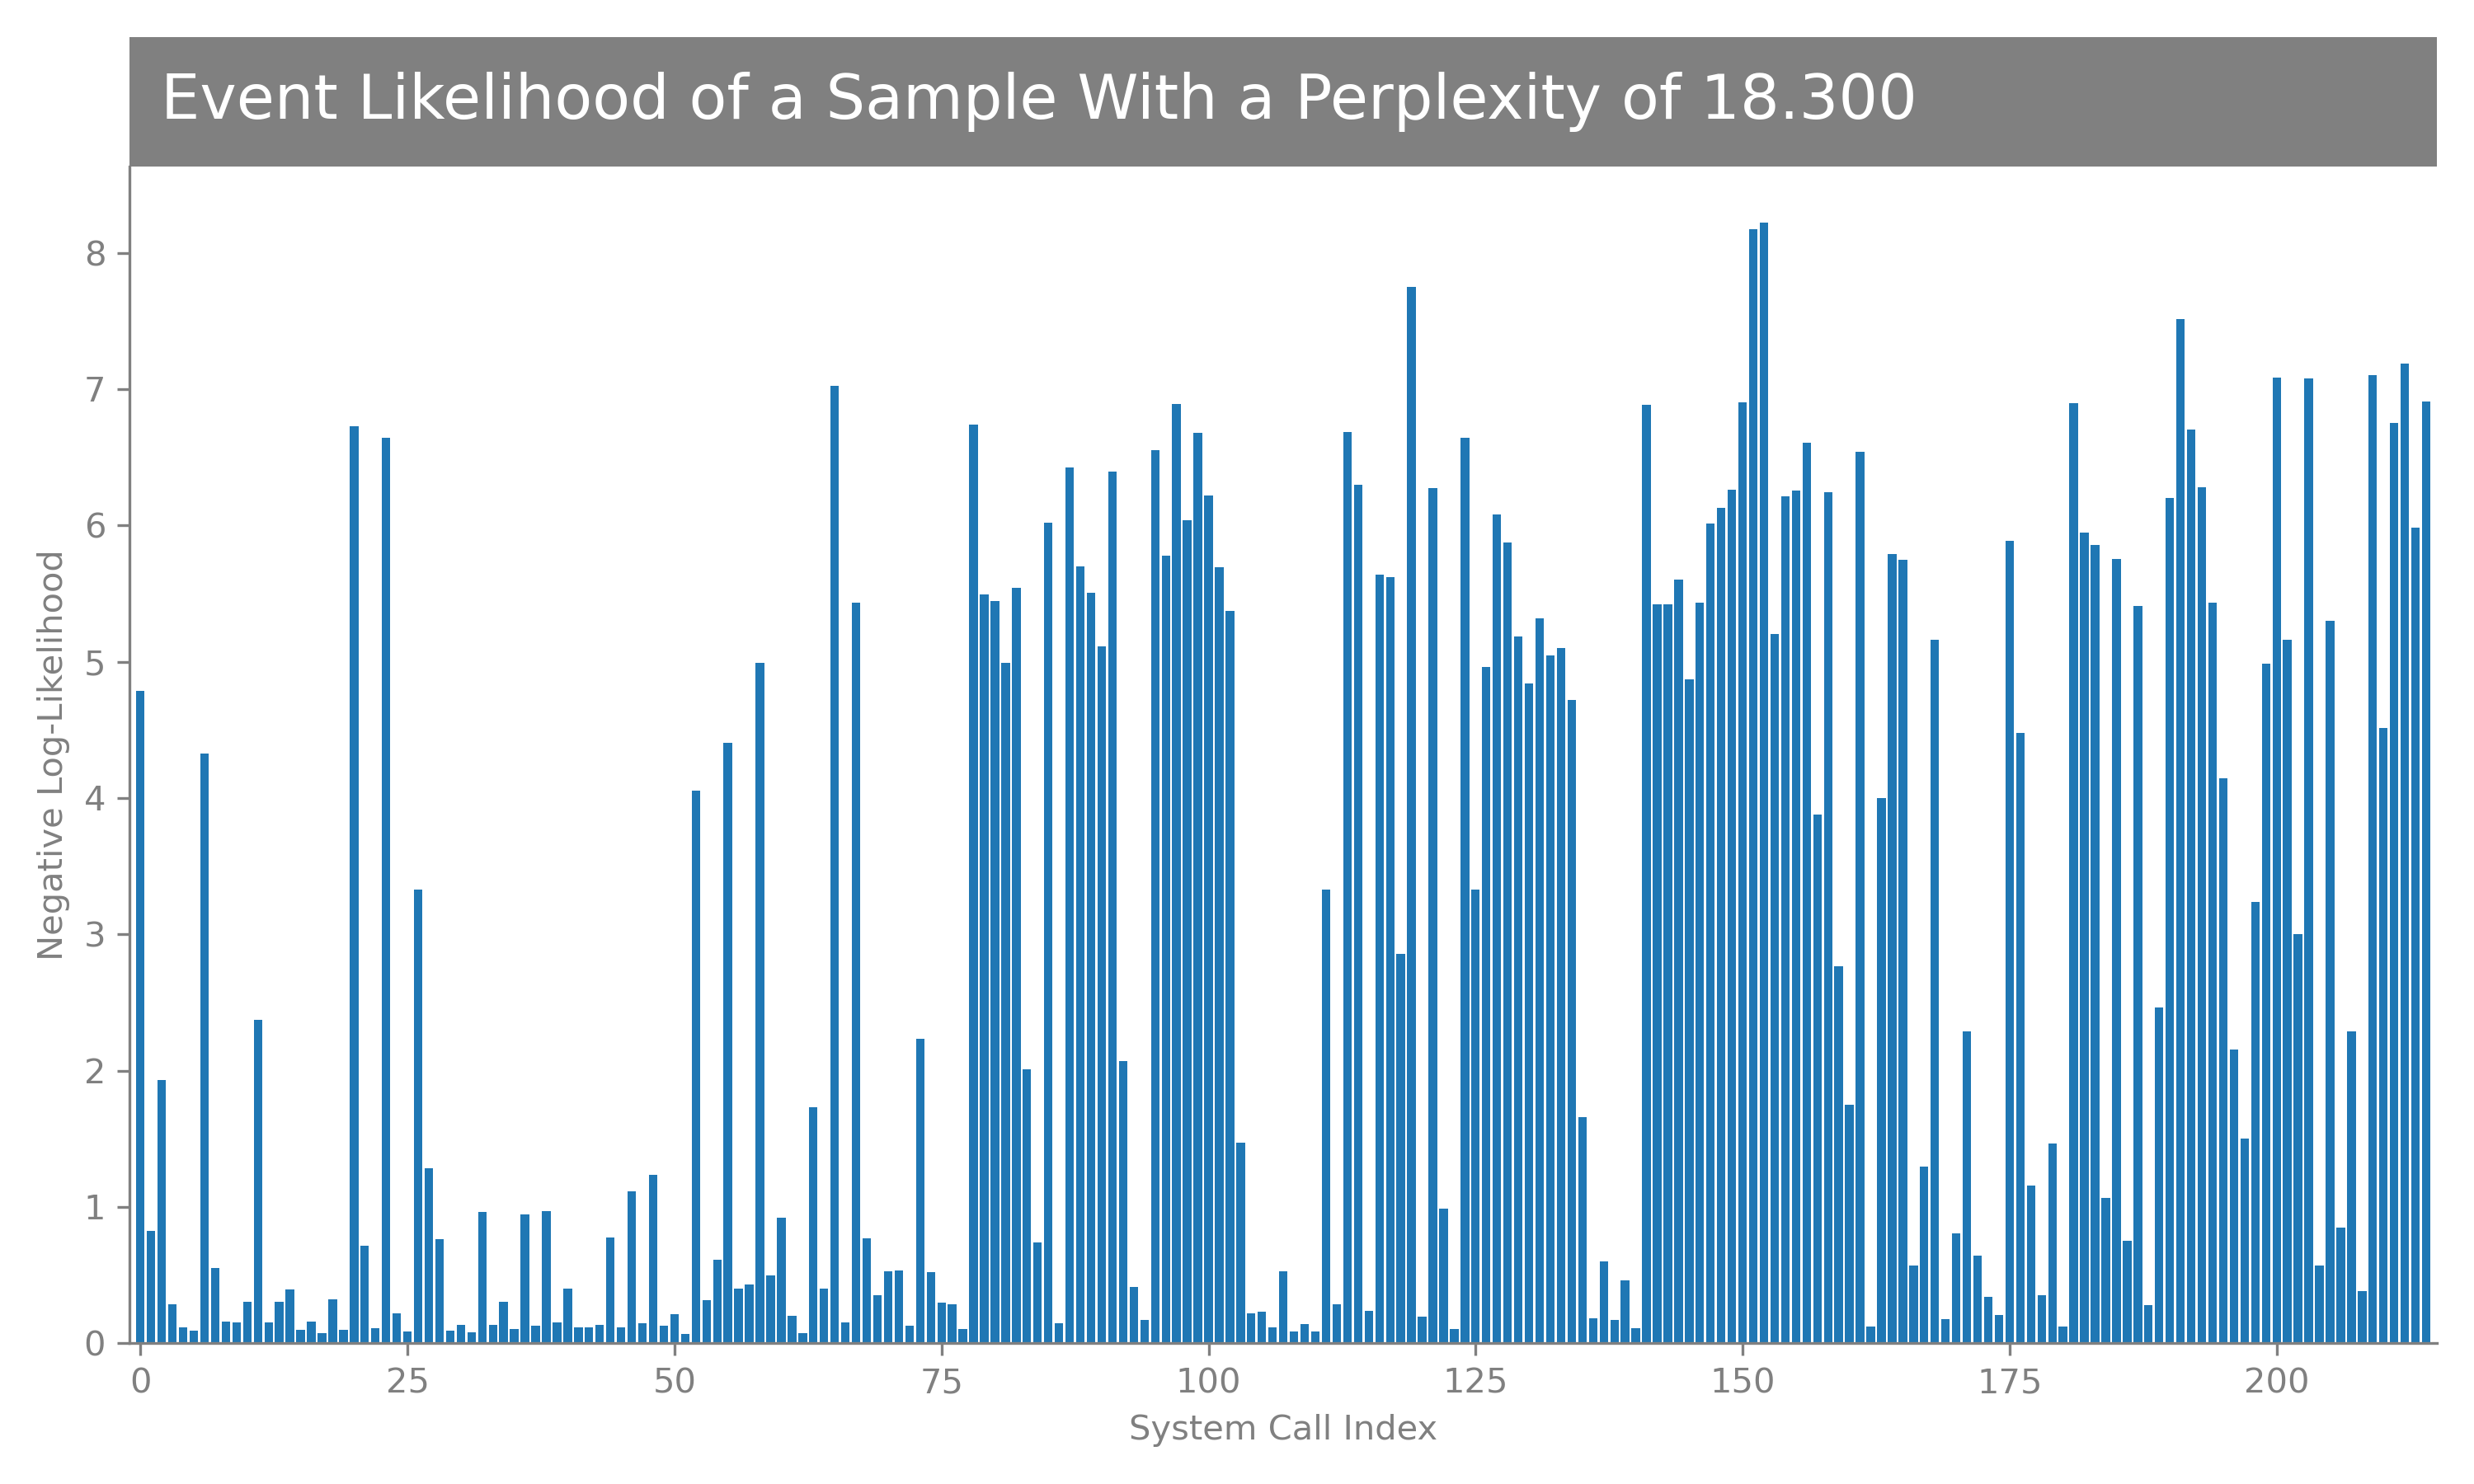 Event Likelihood of a Sample With a Perplexity of 18.300
8
7
6
5
4
3
2
1
0
Negative Log-Likelihood
0 25 50 75 100 125 150 175 200
System Call Index